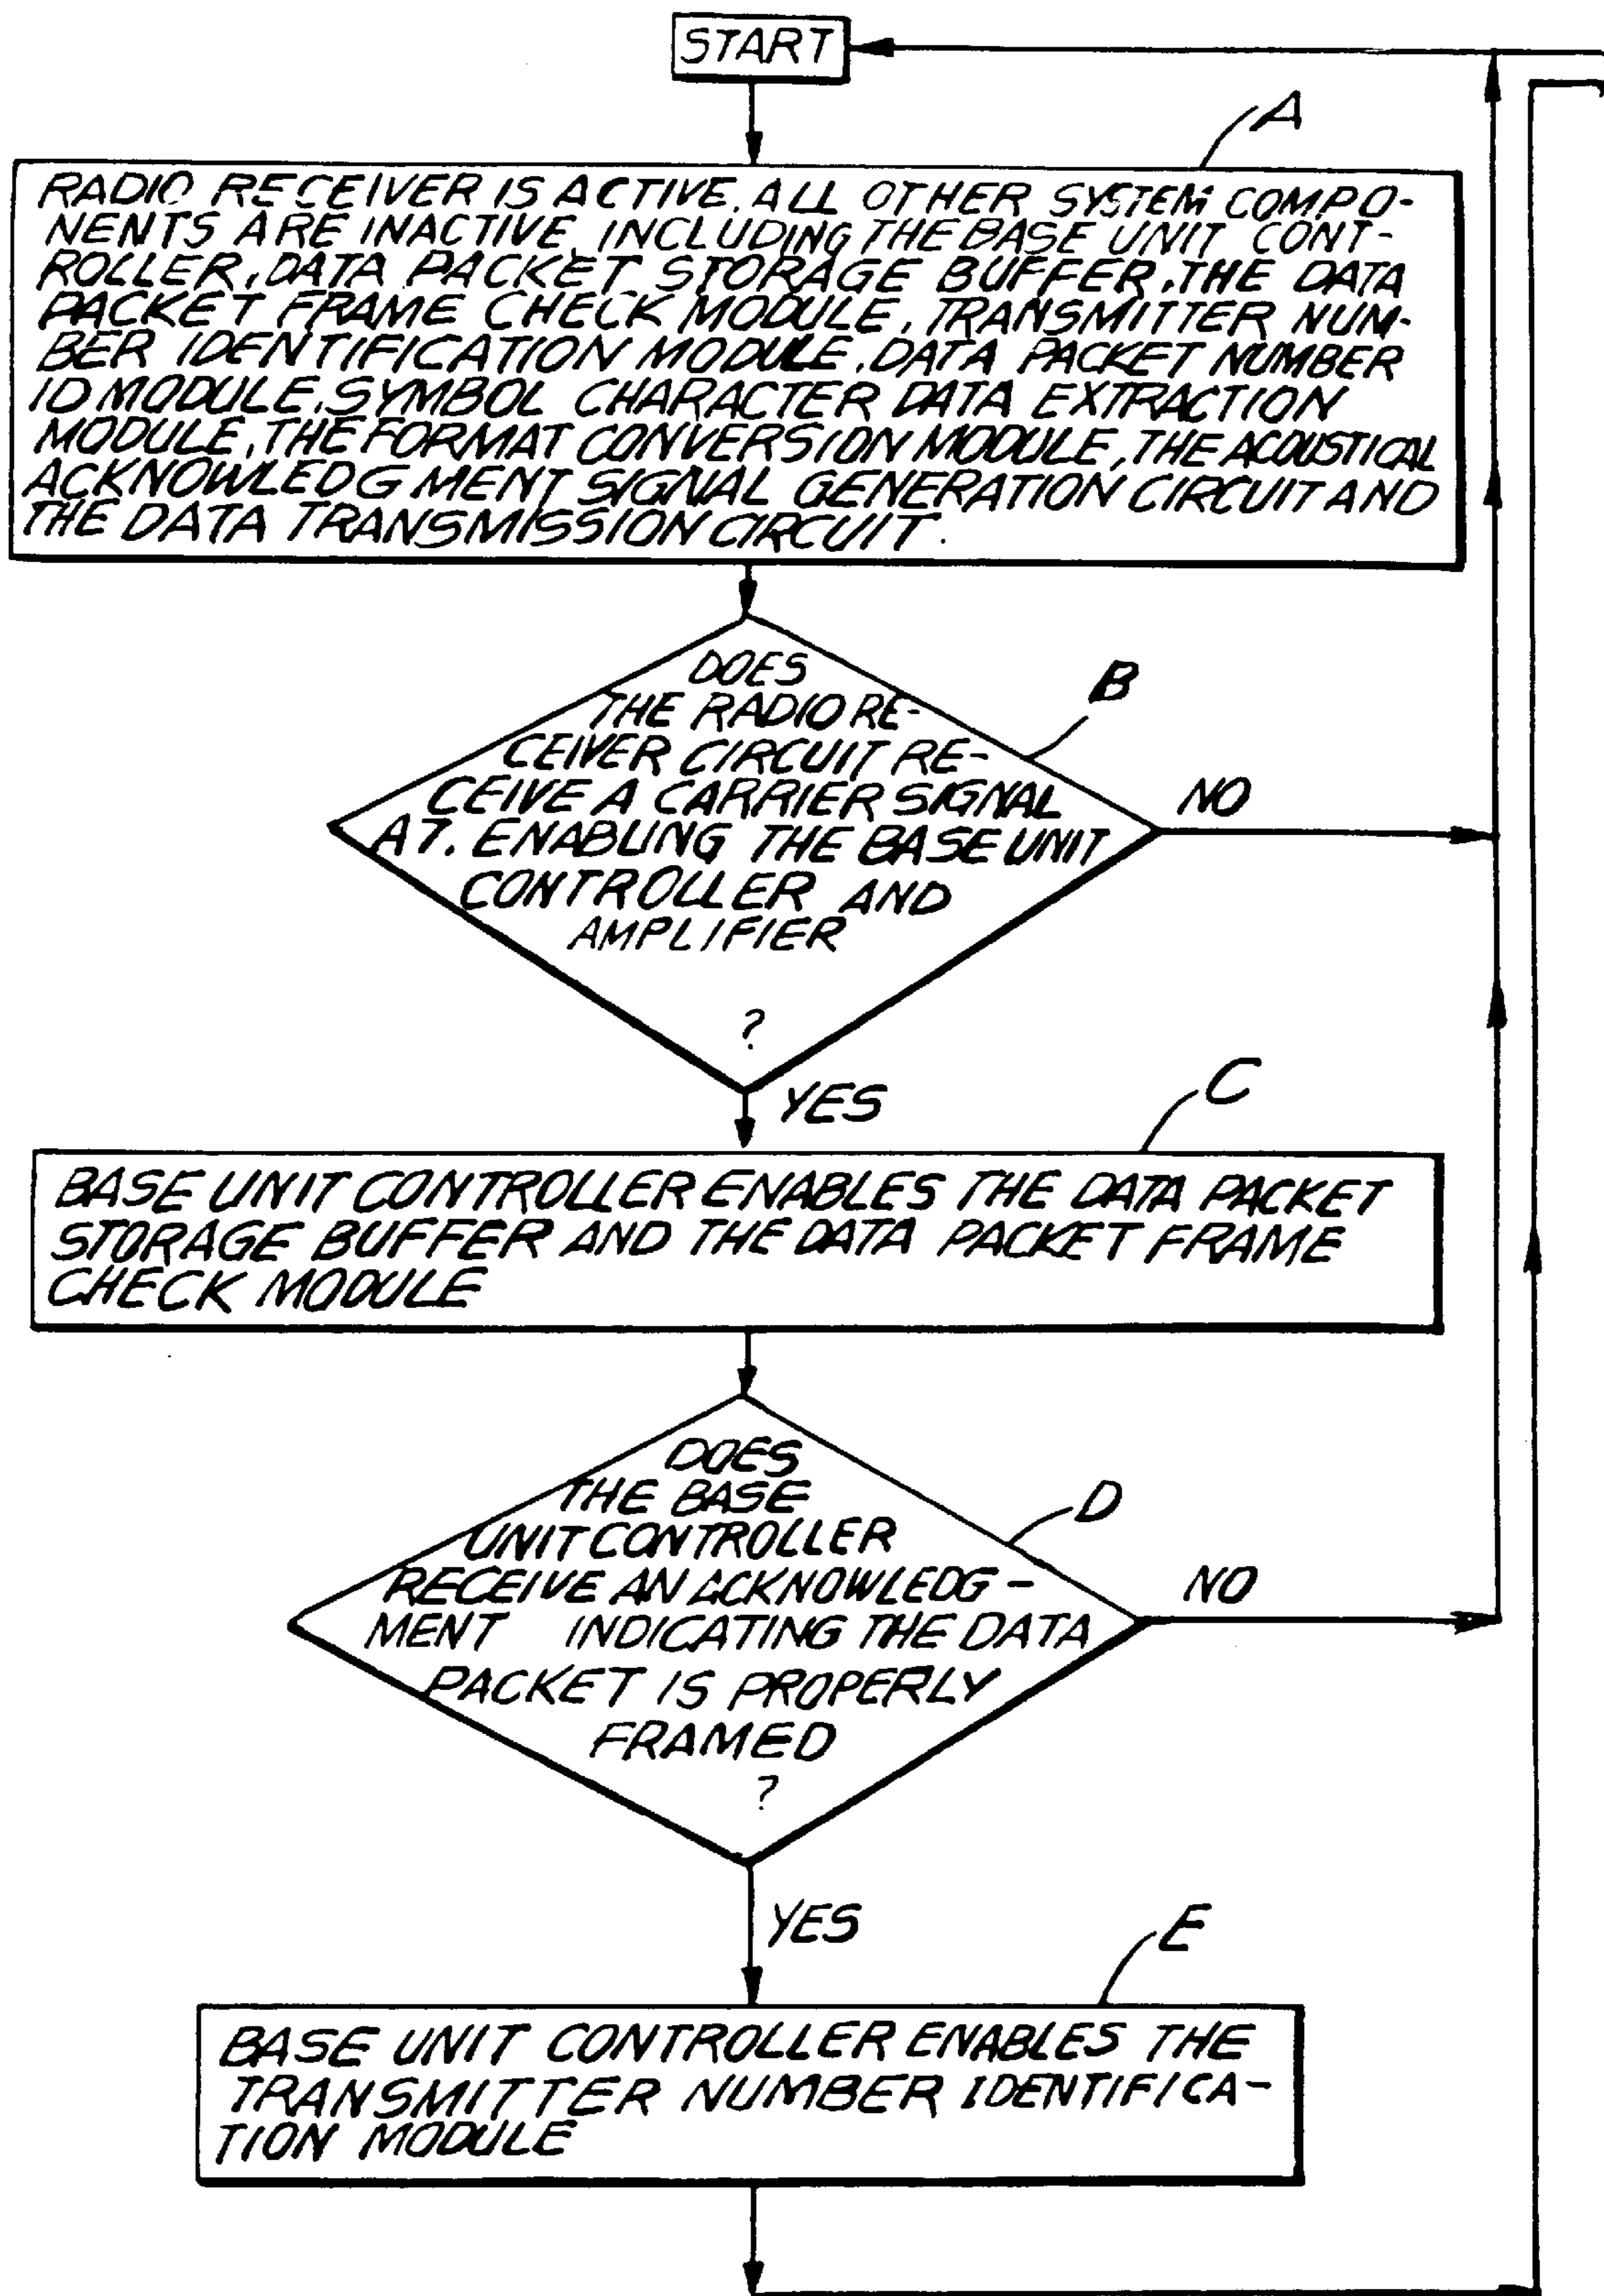 START
A
RADIO RECEIVER IS ACTIVE. ALL OTHER SYSTEM COMPO-
NENTS ARE INACTIVE, INCLUDING THE BASE UNIT CONT-
ROLLER, DATA PACKET STORAGE BUFFER, THE DATA
PACKET FRAME CHECK MODULE, TRANSMITTER NUM-
BER IDENTIFICATION MODULE, DATA PACKET NUMBER
ID MODULE, SYMBOL CHARACTER DATA EXTRACTION
MODULE, THE FORMAT CONVERSION MODULE, THE ACOUSTICAL
ACKNOWLEDGMENT SIGNAL GENERATION CIRCUIT AND
THE DATA TRANSMISSION CIRCUIT.
B
DOES
THE RADIO RE-
CEIVER CIRCUIT RE-
CEIVE A CARRIER SIGNAL
AT. ENABLING THE BASE UNIT
CONTROLLER AND
AMPLIFIER
?
NO
YES
C
BASE UNIT CONTROLLER ENABLES THE DATA PACKET
STORAGE BUFFER AND THE DATA PACKET FRAME
CHECK MODULE
D
DOES
THE BASE
UNIT CONTROLLER
RECEIVE AN ACKNOWLEDG-
MENT INDICATING THE DATA
PACKET IS PROPERLY
FRAMED
?
NO
YES
E
BASE UNIT CONTROLLER ENABLES THE
TRANSMITTER NUMBER IDENTIFICA-
TION MODULE